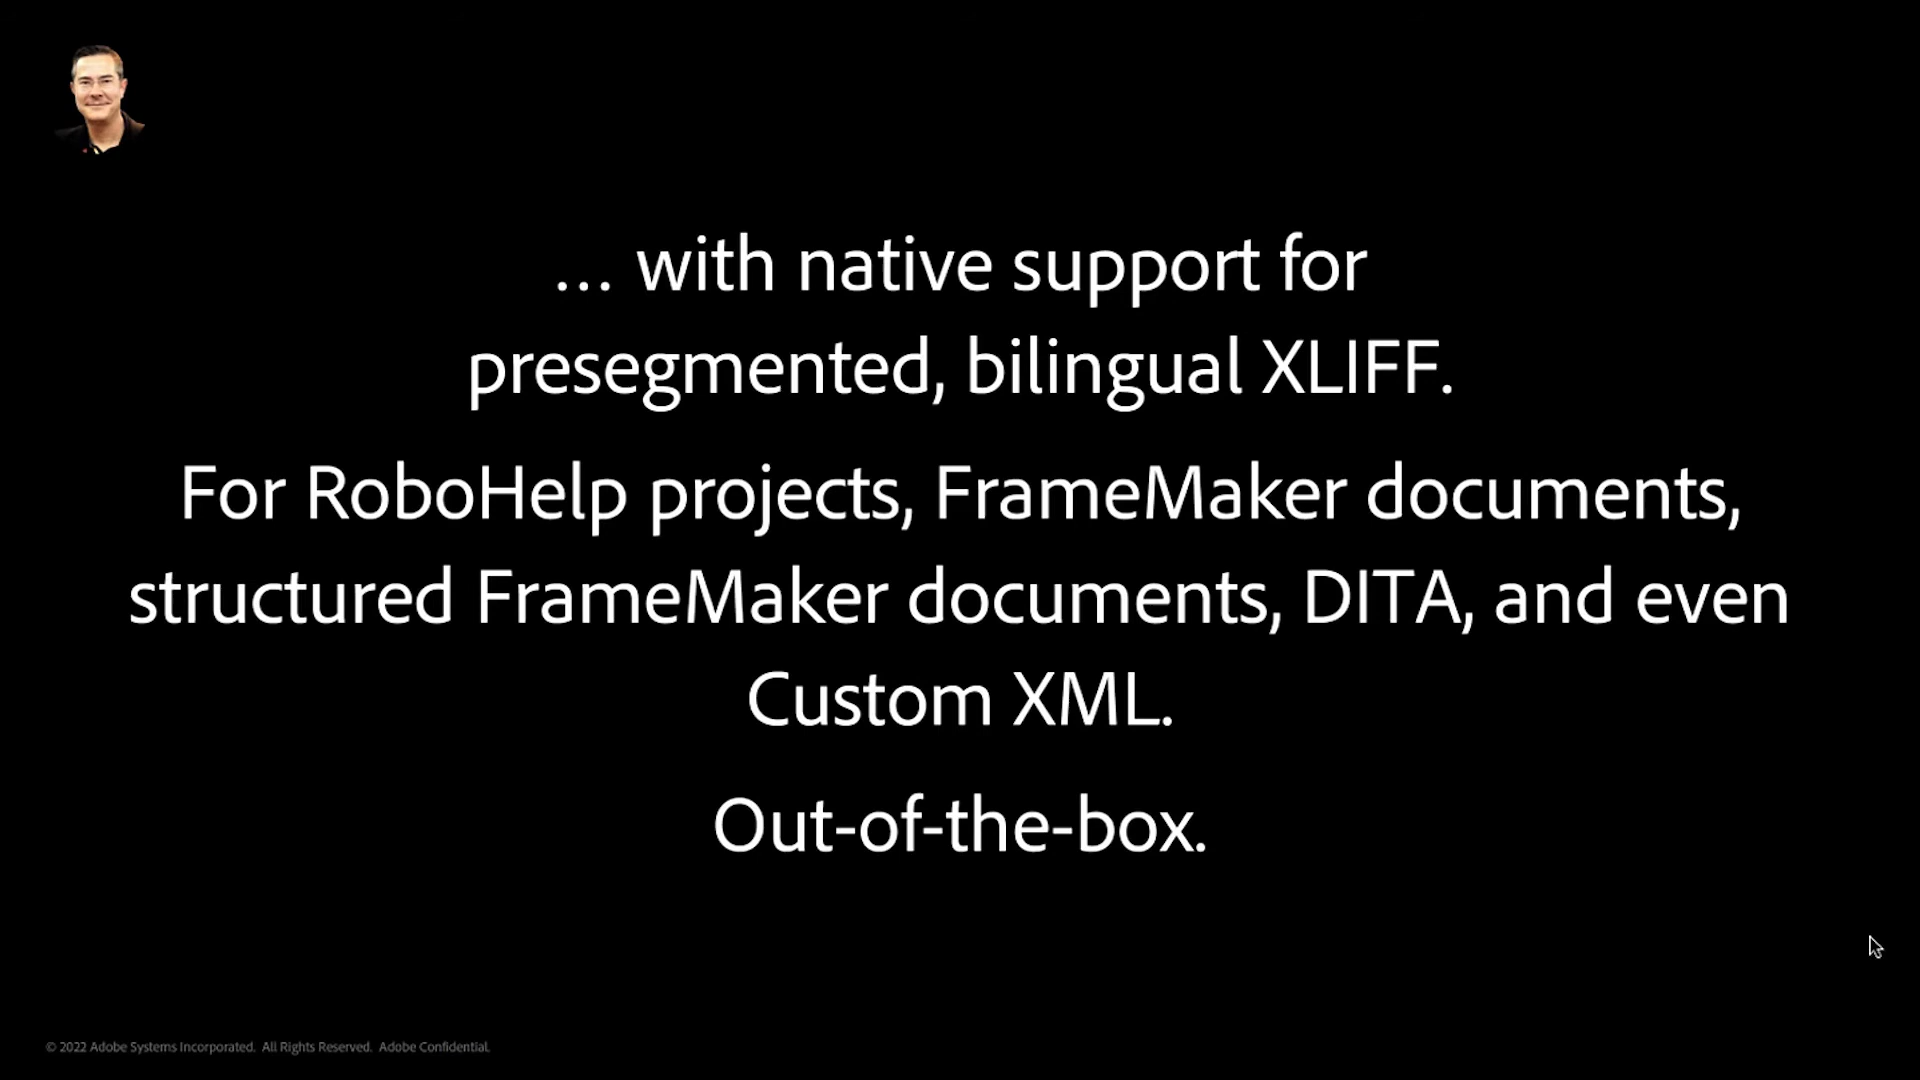 … with native support for
presegmented, bilingual XLIFF.
For RoboHelp projects, FrameMaker documents,
structured FrameMaker documents, DITA, and even
Custom XML.
Out-of-the-box.
© 2022 Adobe Systems Incorporated. All Rights Reserved. Adobe Confidential.